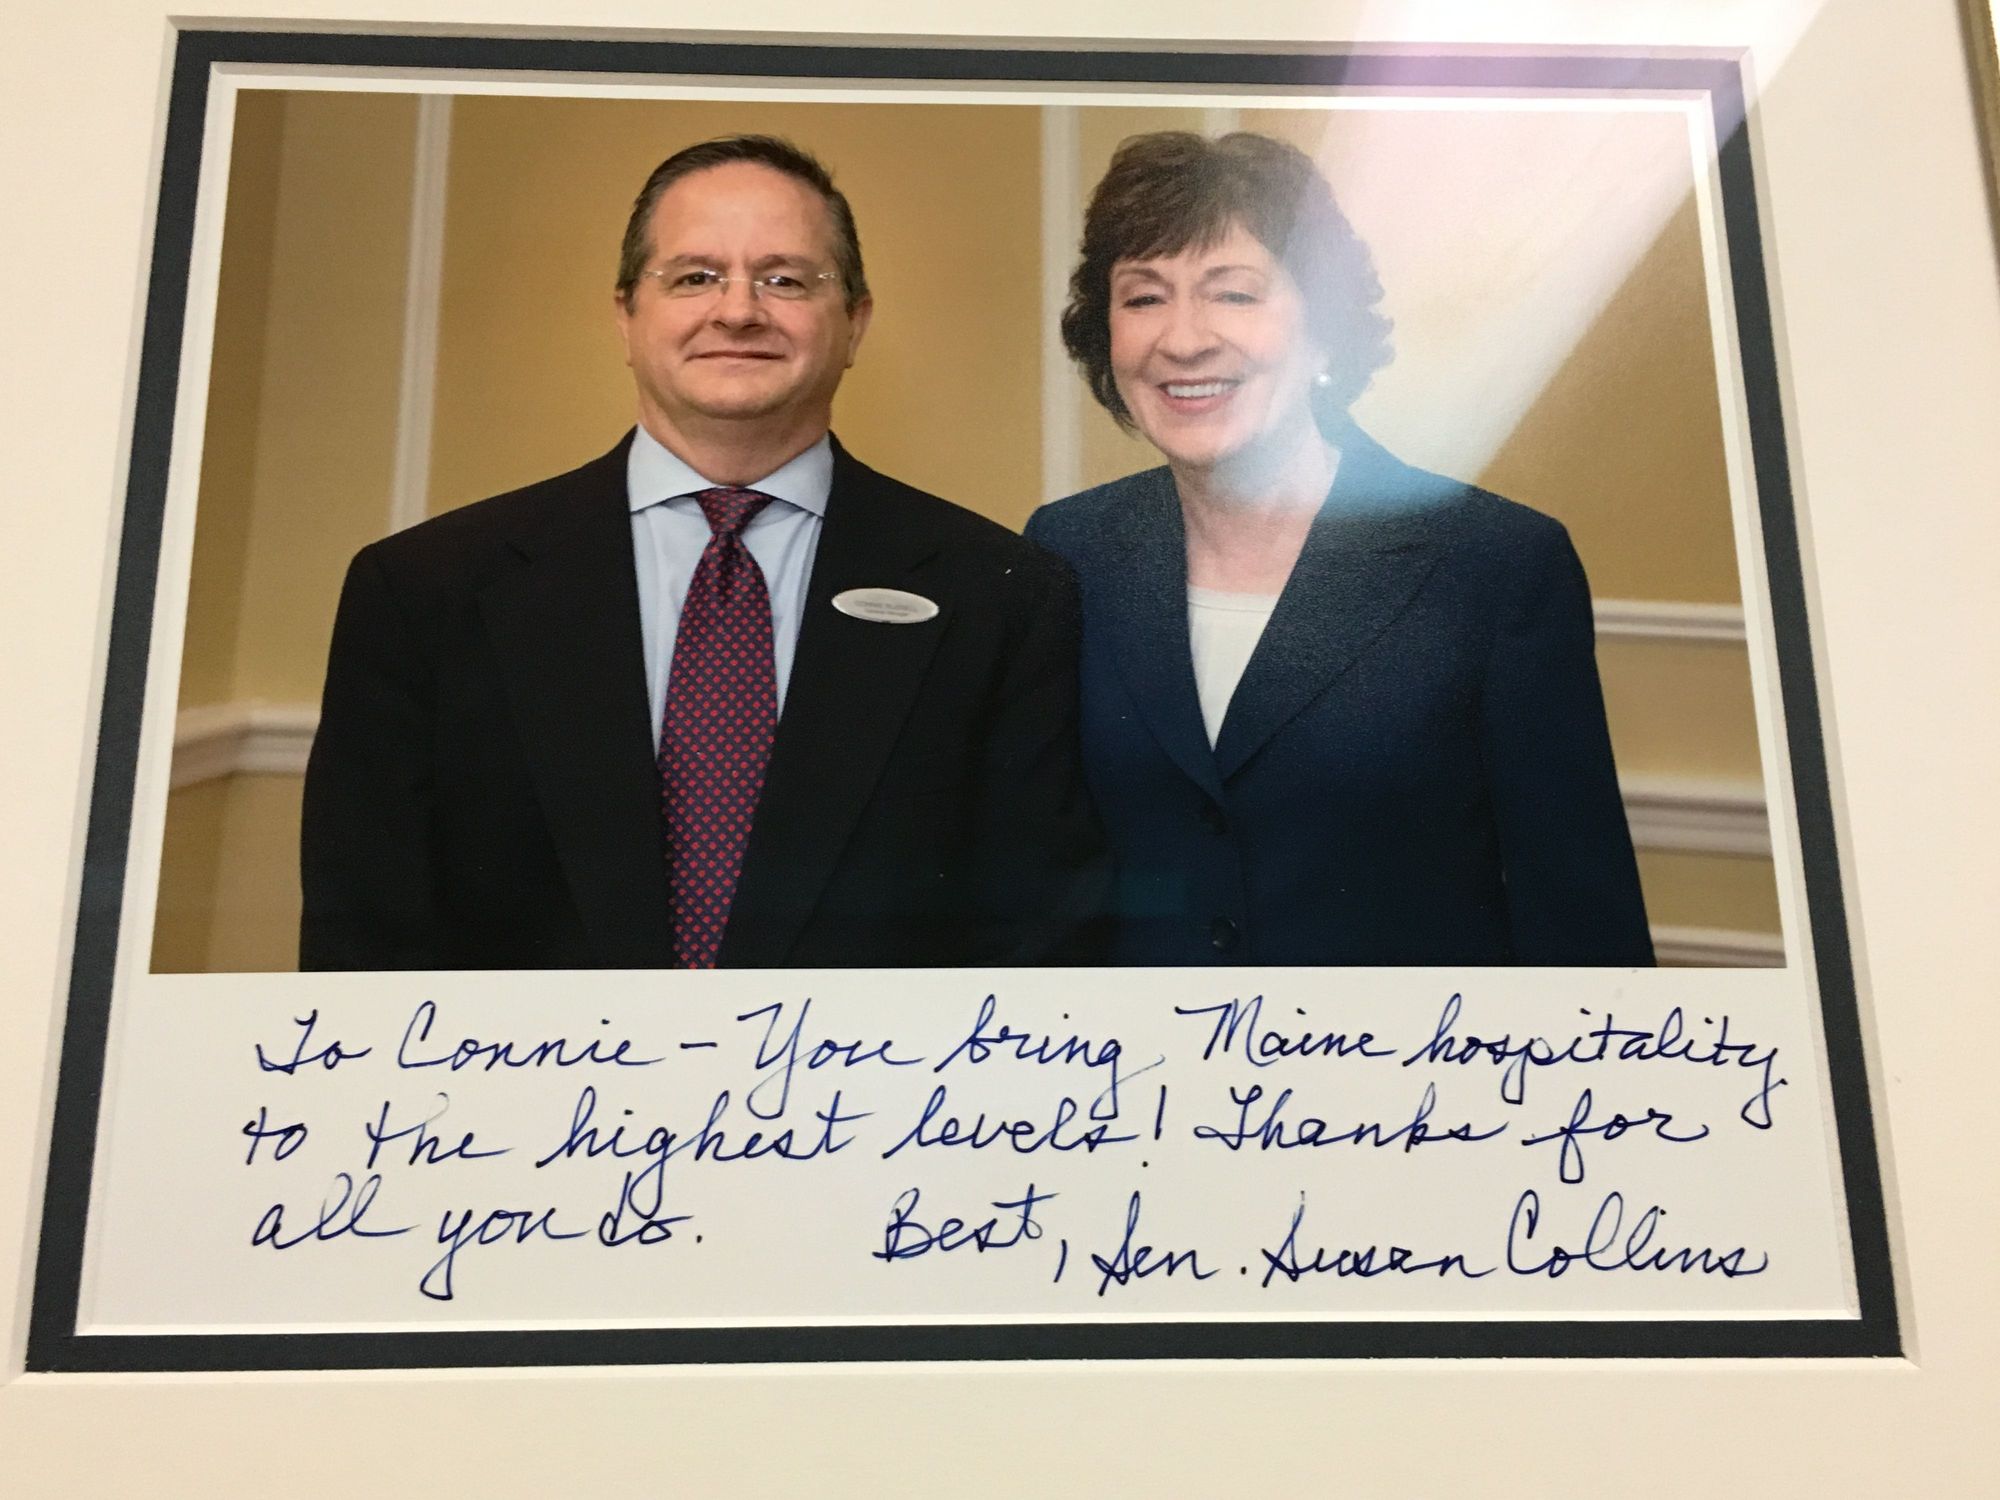 To Connie - You bring Maine hospitality
to the highest levels! Thanks for
all you do. Best, Sen. Susan Collins